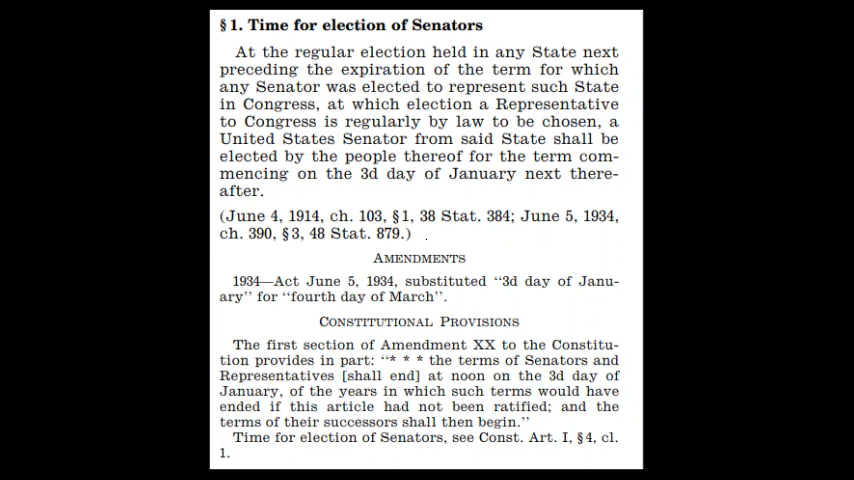 § 1. Time for election of Senators
At the regular election held in any State next
preceding the expiration of the term for which
any Senator was elected to represent such State
in Congress, at which election a Representative
to Congress is regularly by law to be chosen, a
United States Senator from said State shall be
elected by the people thereof for the term com-
mencing on the 3d day of January next there-
after.
(June 4, 1914, ch. 103, § 1, 38 Stat. 384; June 5, 1934,
ch. 390, § 3, 48 Stat. 879.)
AMENDMENTS
1934—Act June 5, 1934, substituted ‘‘3d day of Janu-
ary’’ for ‘‘fourth day of March’’.
CONSTITUTIONAL PROVISIONS
The first section of Amendment XX to the Constitu-
tion provides in part: ‘‘* * * the terms of Senators and
Representatives [shall end] at noon on the 3d day of
January, of the years in which such terms would have
ended if this article had not been ratified; and the
terms of their successors shall then begin.’’
Time for election of Senators, see Const. Art. I, § 4, cl.
1.